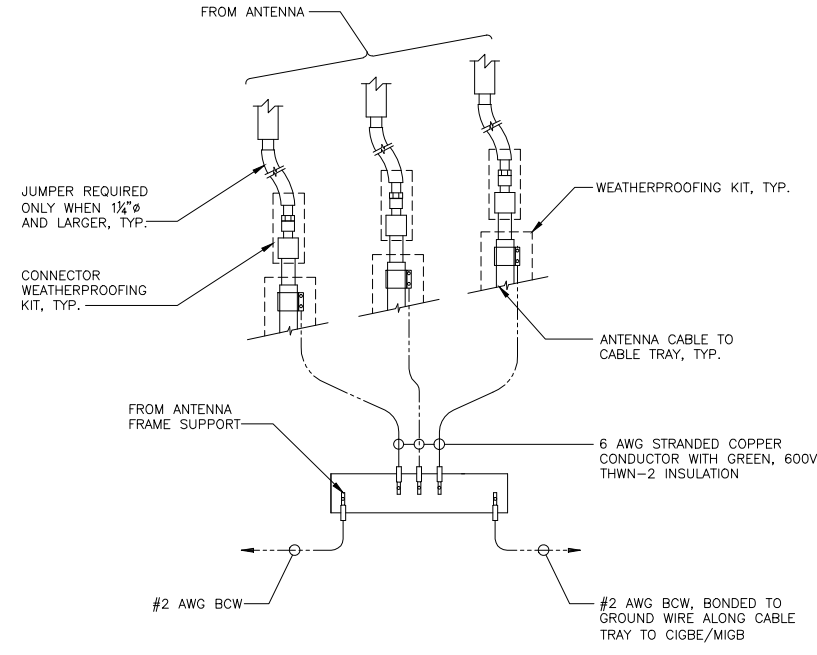 FROM ANTENNA
JUMPER REQUIRED
ONLY WHEN 1¼"ø
AND LARGER, TYP.
WEATHERPROOFING KIT, TYP.
CONNECTOR
WEATHERPROOFING
KIT, TYP.
ANTENNA CABLE TO
CABLE TRAY, TYP.
FROM ANTENNA
FRAME SUPPORT
6 AWG STRANDED COPPER
CONDUCTOR WITH GREEN, 600V
THWN-2 INSULATION
#2 AWG BCW
#2 AWG BCW, BONDED TO
GROUND WIRE ALONG CABLE
TRAY TO CIGBE/MIGB